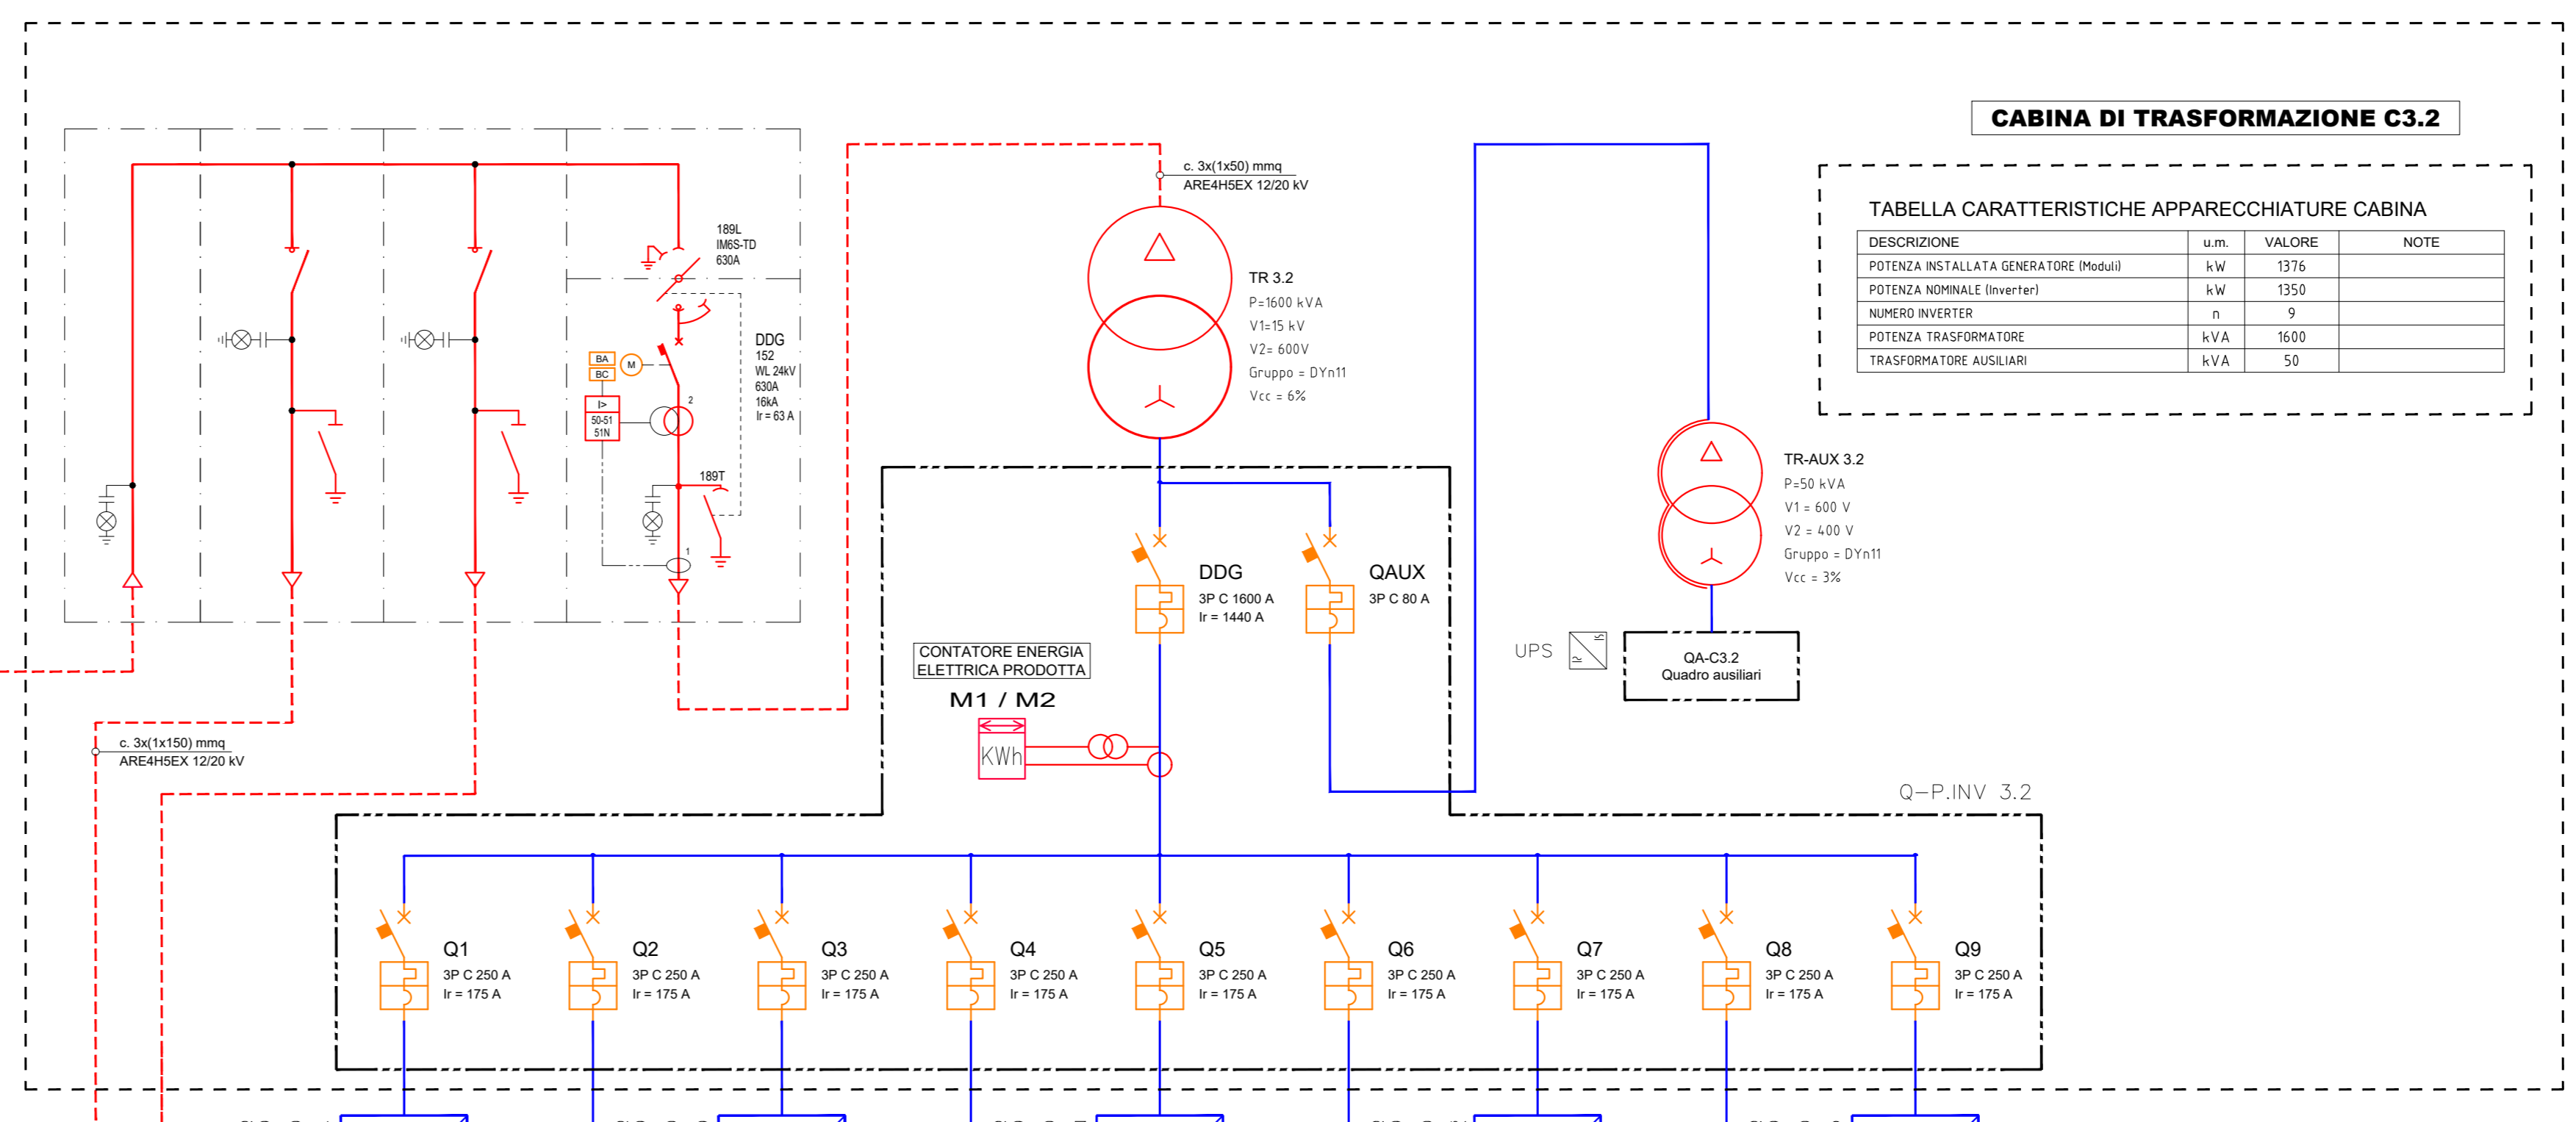 CABINA DI TRASFORMAZIONE C3.2
TABELLA CARATTERISTICHE APPARECCHIATURE CABINA
DESCRIZIONE u.m. VALORE NOTE
POTENZA INSTALLATA GENERATORE (Moduli) kW 1376
POTENZA NOMINALE (Inverter) kW 1350
NUMERO INVERTER n 9
POTENZA TRASFORMATORE kVA 1600
TRASFORMATORE AUSILIARI kVA 50
c. 3x(1x50) mmq
ARE4H5EX 12/20 kV
189L
IM6S-TD
630A
TR 3.2
P=1600 kVA
V1=15 kV
V2= 600V
Gruppo = DYn11
Vcc = 6%
DDG
152
WL 24kV
630A
16kA
Ir = 63 A
BA
BC
M
I>
50-51
51N
2
189T
1
TR-AUX 3.2
P=50 kVA
V1 = 600 V
V2 = 400 V
Gruppo = DYn11
Vcc = 3%
DDG
3P C 1600 A
Ir = 1440 A
QAUX
3P C 80 A
UPS
QA-C3.2
Quadro ausiliari
CONTATORE ENERGIA
ELETTRICA PRODOTTA
M1 / M2
KWh
c. 3x(1x150) mmq
ARE4H5EX 12/20 kV
Q-P.INV 3.2
Q1
3P C 250 A
Ir = 175 A
Q2
3P C 250 A
Ir = 175 A
Q3
3P C 250 A
Ir = 175 A
Q4
3P C 250 A
Ir = 175 A
Q5
3P C 250 A
Ir = 175 A
Q6
3P C 250 A
Ir = 175 A
Q7
3P C 250 A
Ir = 175 A
Q8
3P C 250 A
Ir = 175 A
Q9
3P C 250 A
Ir = 175 A